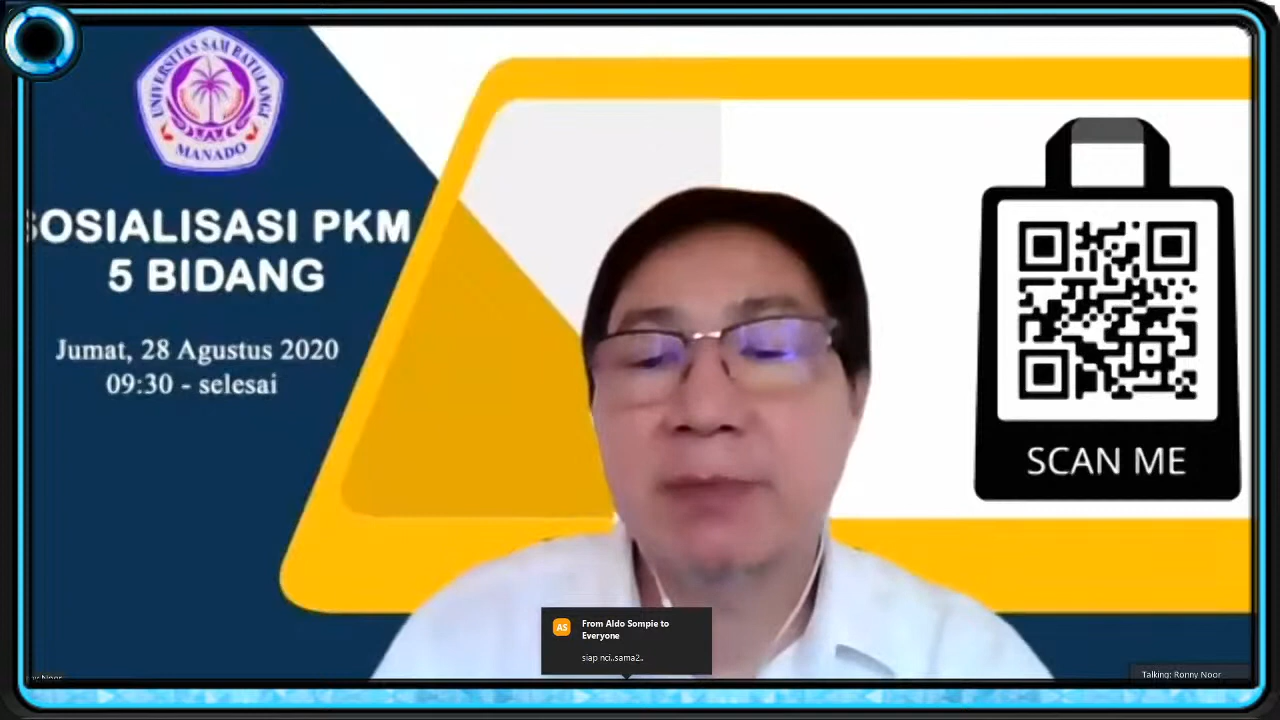 UNIVERSITAS SAM RATULANGI
MANADO
SOSIALISASI PKM
5 BIDANG
Jumat, 28 Agustus 2020
09:30 - selesai
SCAN ME
AS
From Aldo Sompie to
Everyone
siap nci..sama2..
Talking: Ronny Noor